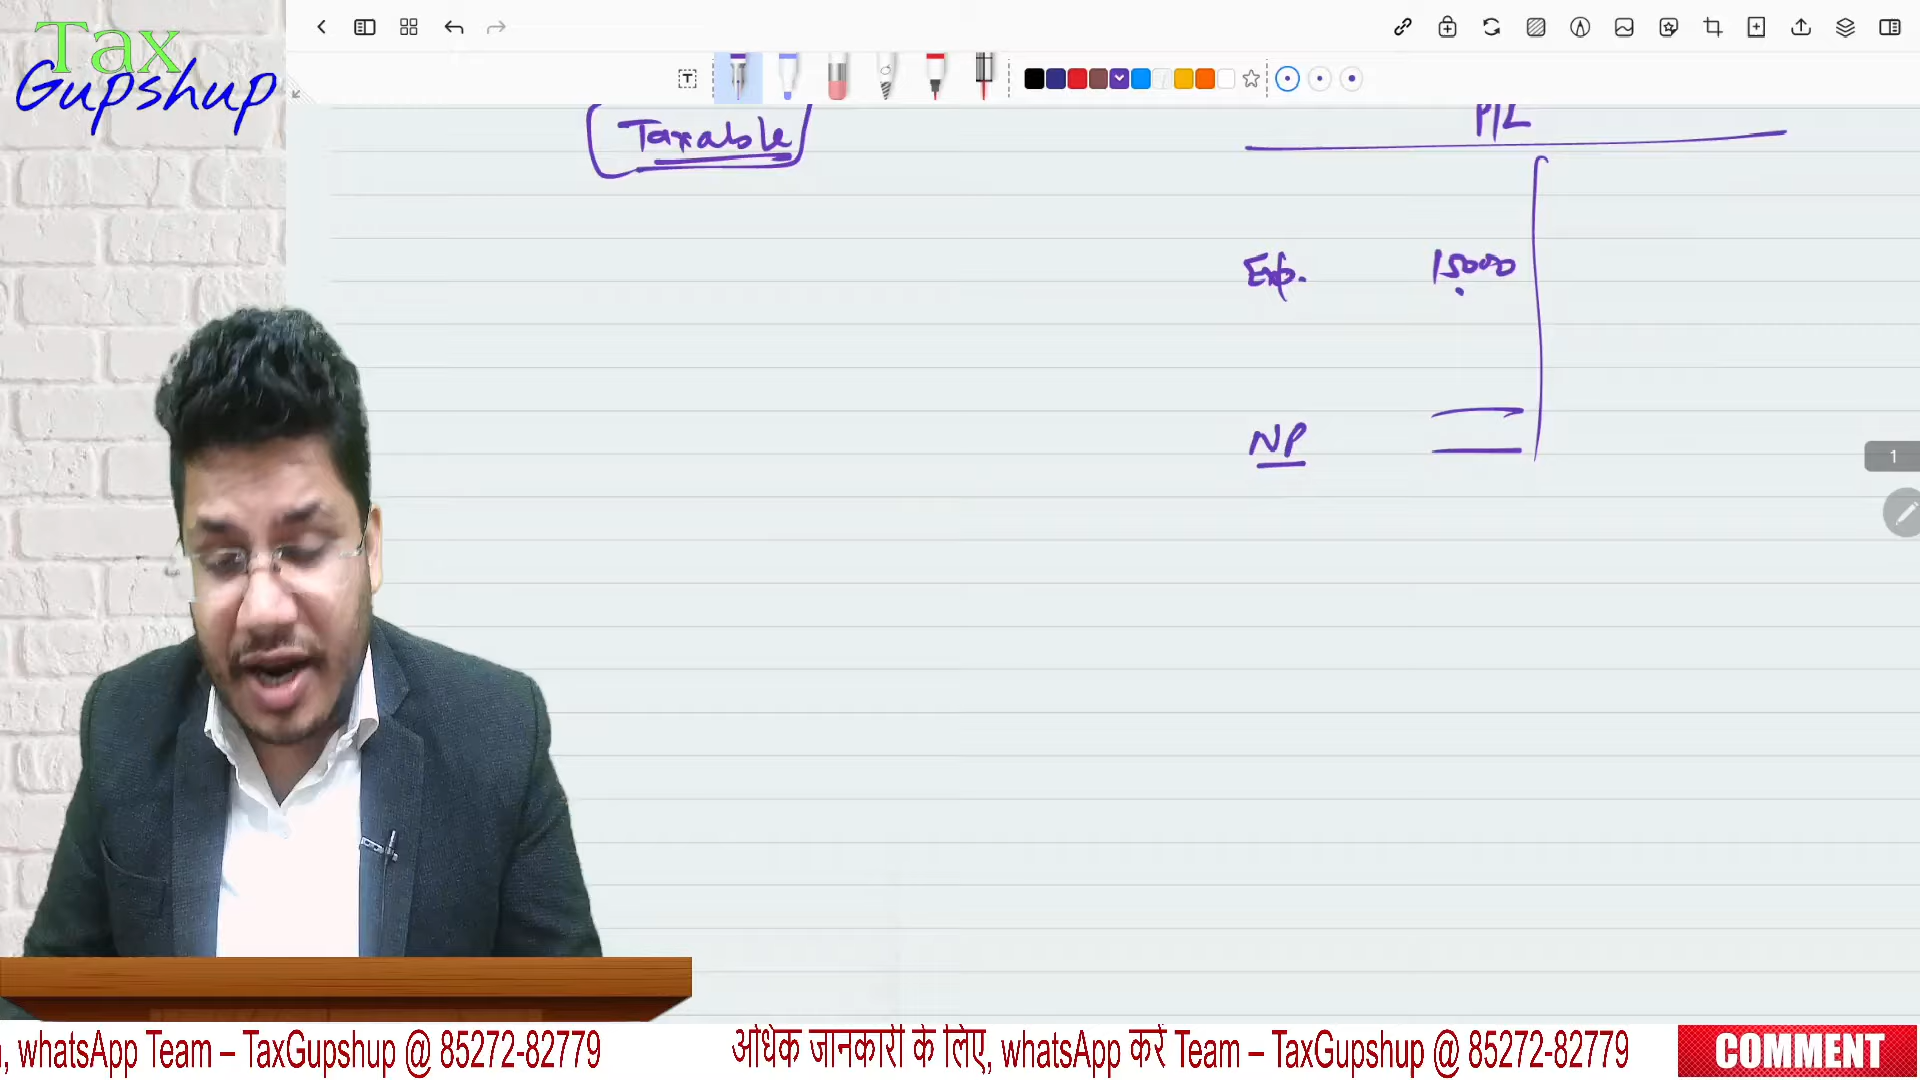 Tax
Gupshup
T
Taxable
P/L
Exp. 15000
NP
1
, whatsApp Team – TaxGupshup @ 85272-82779 अधिक जानकारी के लिए, whatsApp करें Team – TaxGupshup @ 85272-82779 COMMENT